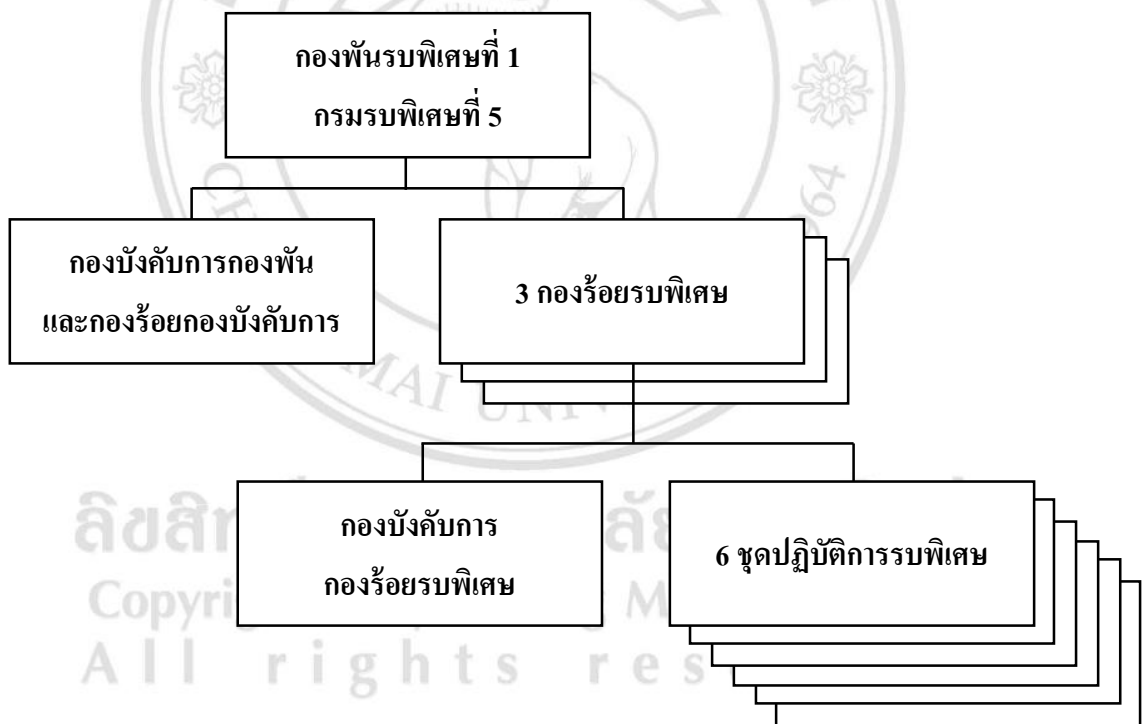 กองพันรบพิเศษที่ 1
กรมรบพิเศษที่ 5
กองบังคับการกองพัน
และกองร้อยกองบังคับการ
3 กองร้อยรบพิเศษ
MAI UNIV
กองบังคับการ
กองร้อยรบพิเศษ
6 ชุดปฏิบัติการรบพิเศษ
All rights